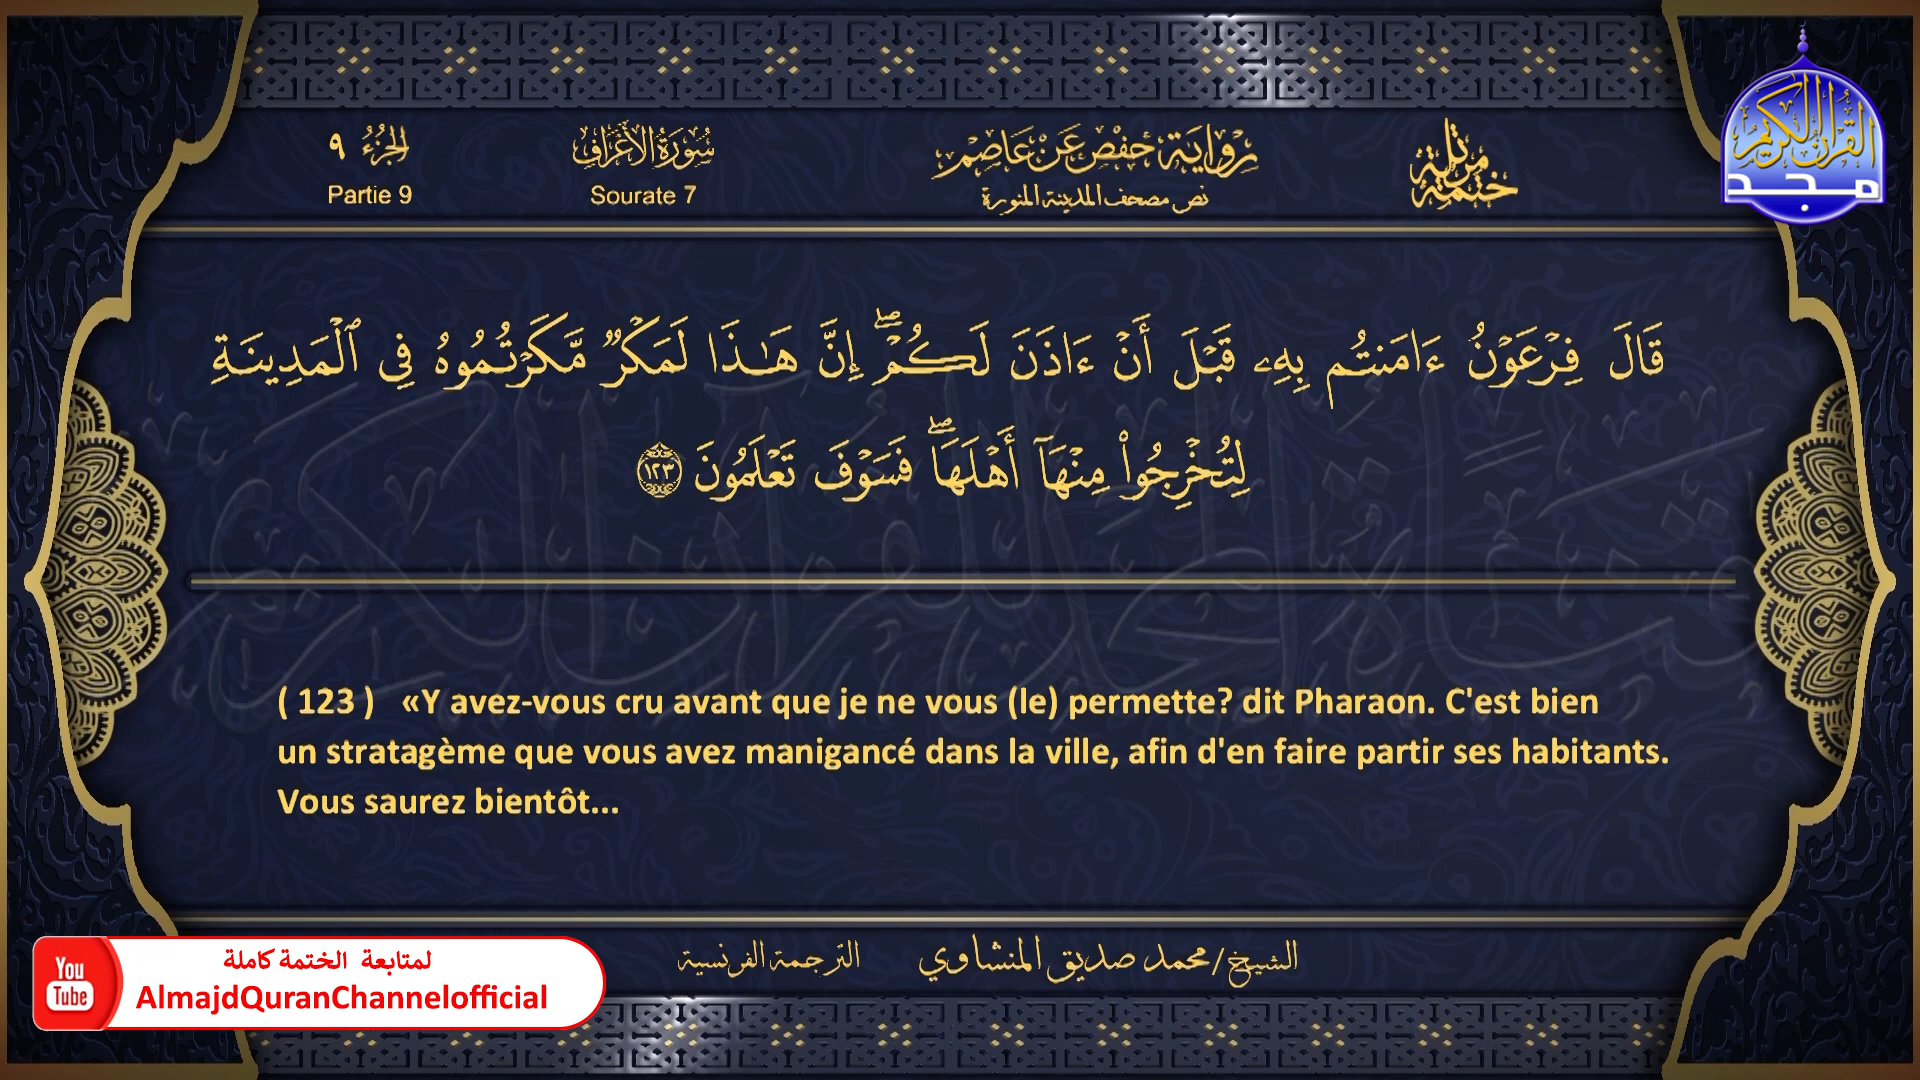 الجزء ٩
Partie 9
سورة الأعراف
Sourate 7
رواية: حفص عن عاصم
نص مصحف المدينة المنورة
ختمة مرتلة
القرآن الكريم
مجد
قَالَ فِرۡعَوۡنُ ءَامَنتُم بِهِۦ قَبۡلَ أَنۡ ءَاذَنَ لَكُمۡۖ إِنَّ هَـٰذَا لَمَكۡرٞ مَّكَرۡتُمُوهُ فِي ٱلۡمَدِينَةِ
لِتُخۡرِجُواْ مِنۡهَآ أَهۡلَهَاۖ فَسَوۡفَ تَعۡلَمُونَ ١٢٣
( 123 ) «Y avez-vous cru avant que je ne vous (le) permette? dit Pharaon. C'est bien
un stratagème que vous avez manigancé dans la ville, afin d'en faire partir ses habitants.
Vous saurez bientôt...
الشيخ/محمد صديق المنشاوي
الترجمة الفرنسية
You
Tube
لمتابعة الختمة كاملة
AlmajdQuranChannelofficial